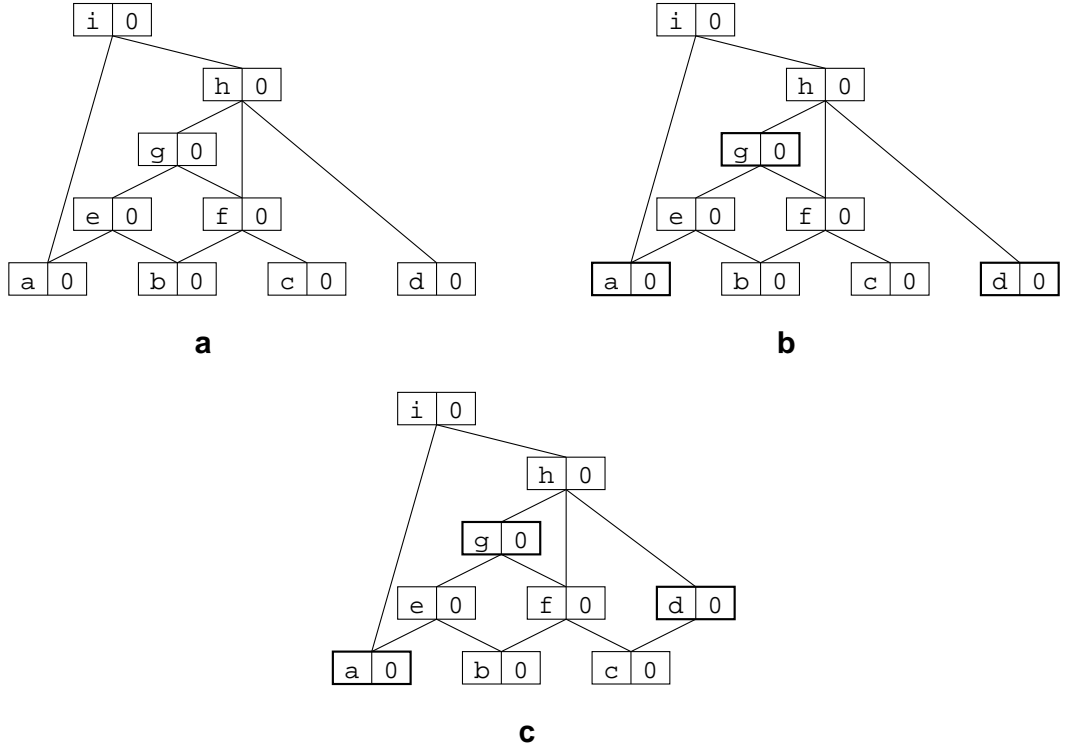 i 0 i 0
h 0 h 0
g 0 g 0
e 0 f 0 e 0 f 0
a 0 b 0 c 0 d 0 a 0 b 0 c 0 d 0
a b
i 0
h 0
g 0
e 0 f 0 d 0
a 0 b 0 c 0
c